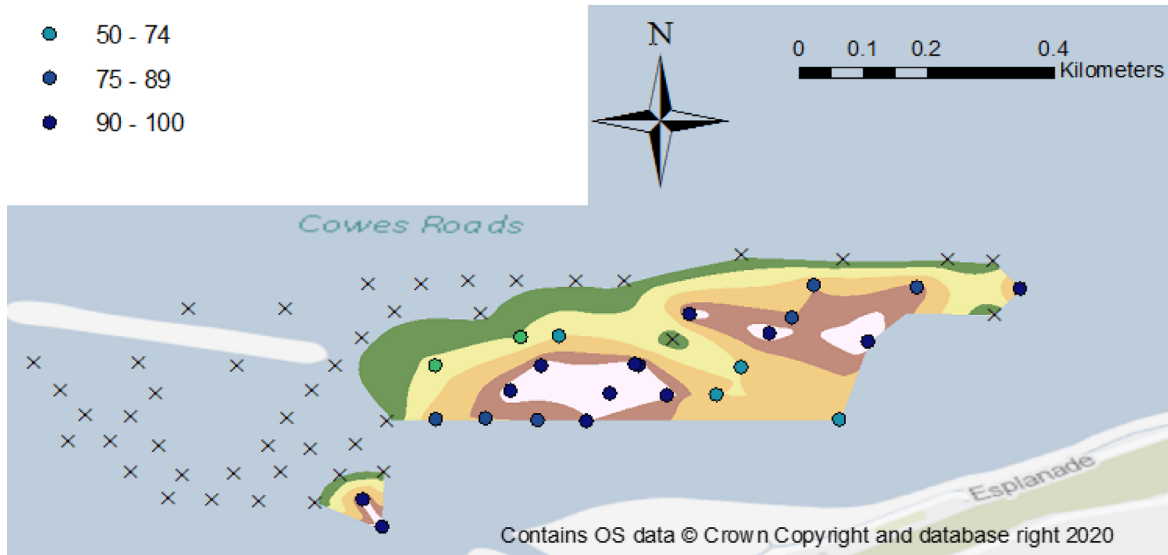 50 - 74
75 - 89
90 - 100
N
0 0.1 0.2 0.4
Kilometers
Cowes Roads
Esplanade
Contains OS data © Crown Copyright and database right 2020